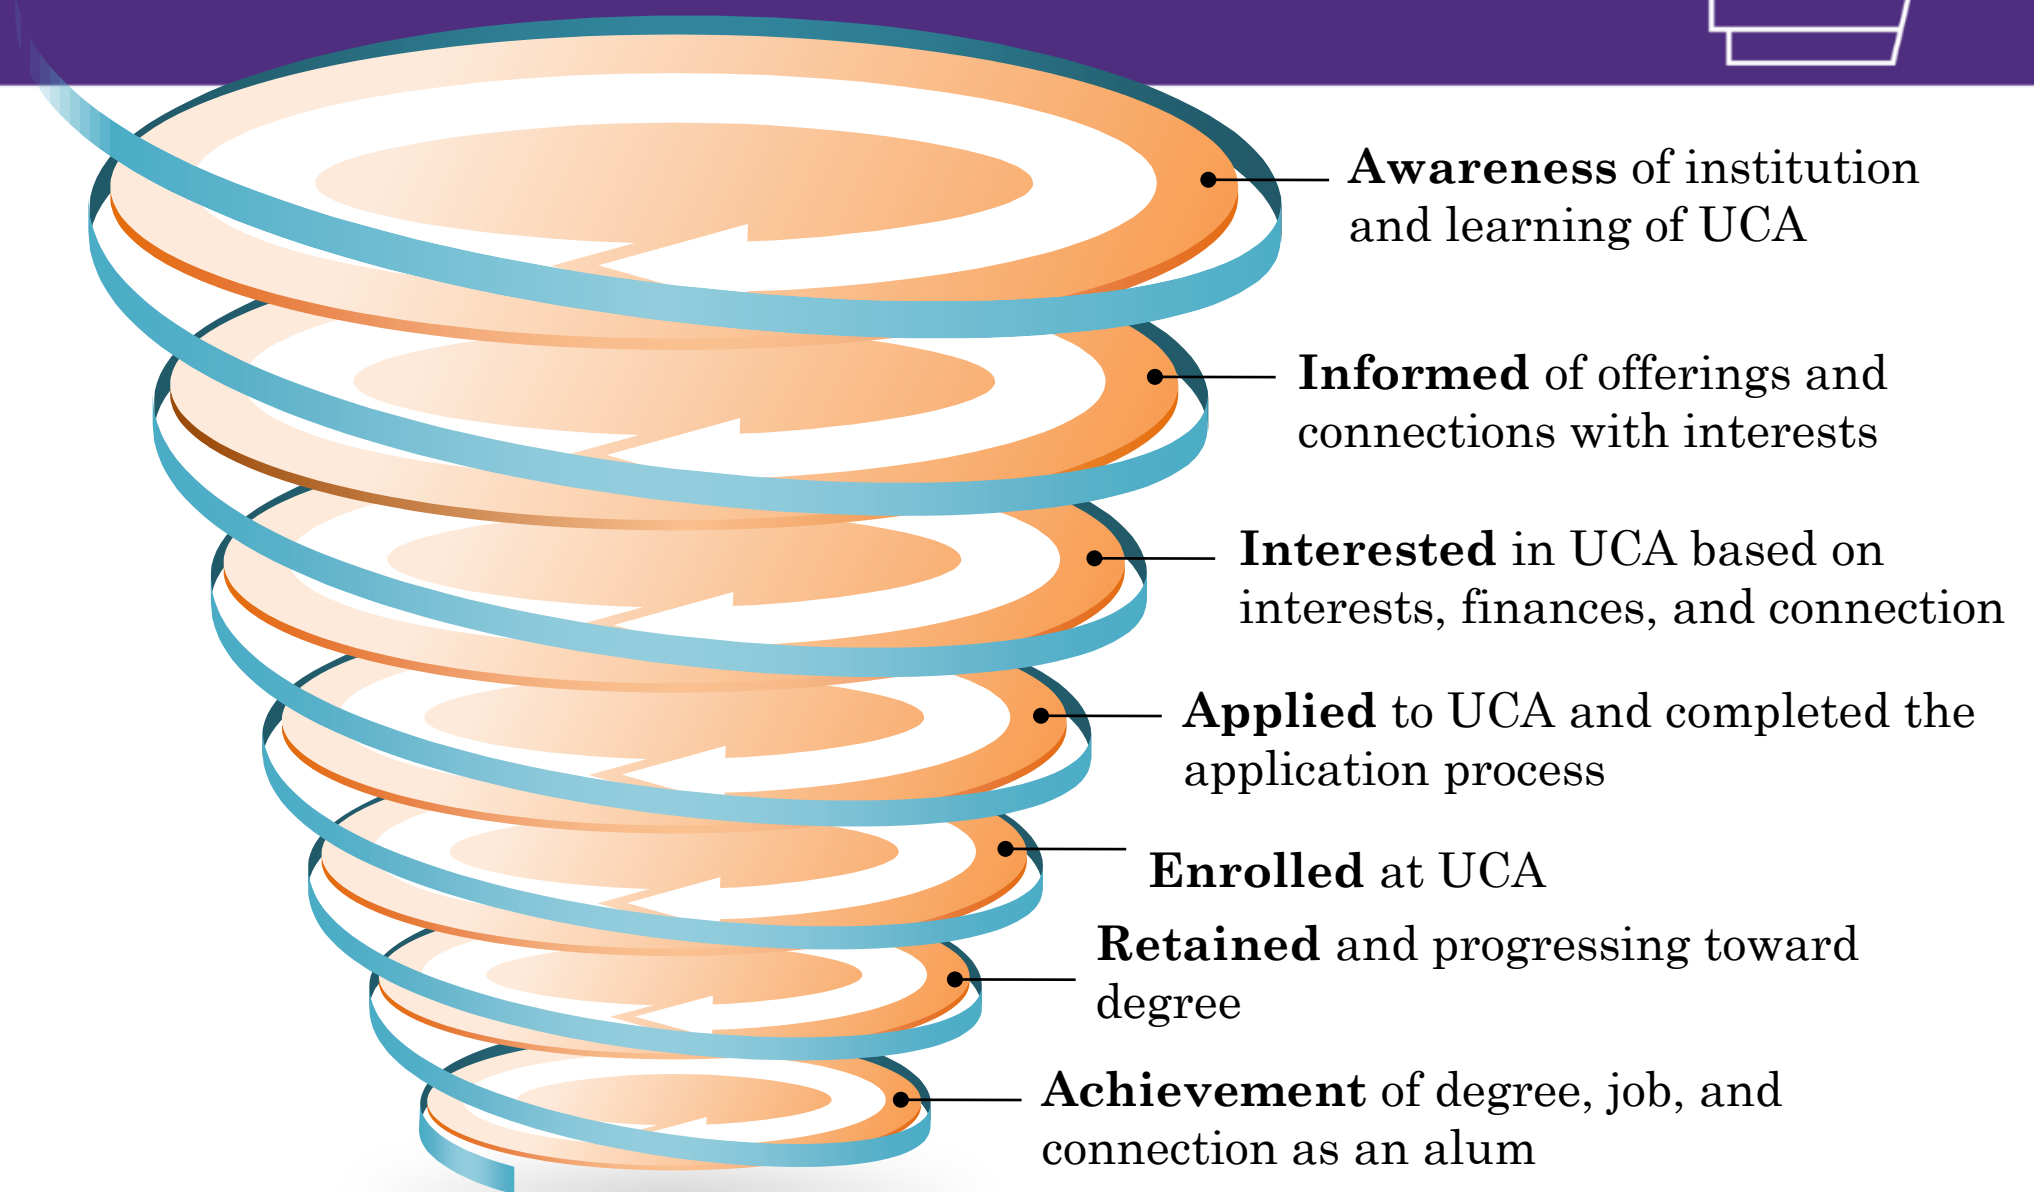 Awareness of institution
and learning of UCA
Informed of offerings and
connections with interests
Interested in UCA based on
interests, finances, and connection
Applied to UCA and completed the
application process
Enrolled at UCA
Retained and progressing toward
degree
Achievement of degree, job, and
connection as an alum